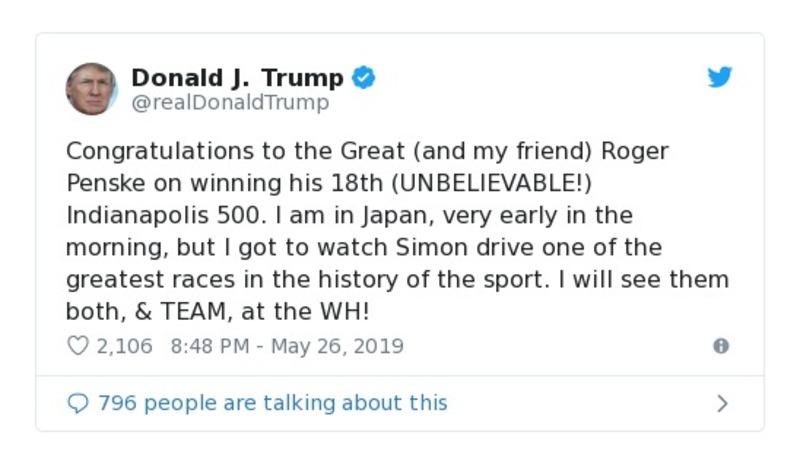 Donald J. Trump
@realDonaldTrump
Congratulations to the Great (and my friend) Roger
Penske on winning his 18th (UNBELIEVABLE!)
Indianapolis 500. I am in Japan, very early in the
morning, but I got to watch Simon drive one of the
greatest races in the history of the sport. I will see them
both, & TEAM, at the WH!
2,106 8:48 PM - May 26, 2019
796 people are talking about this